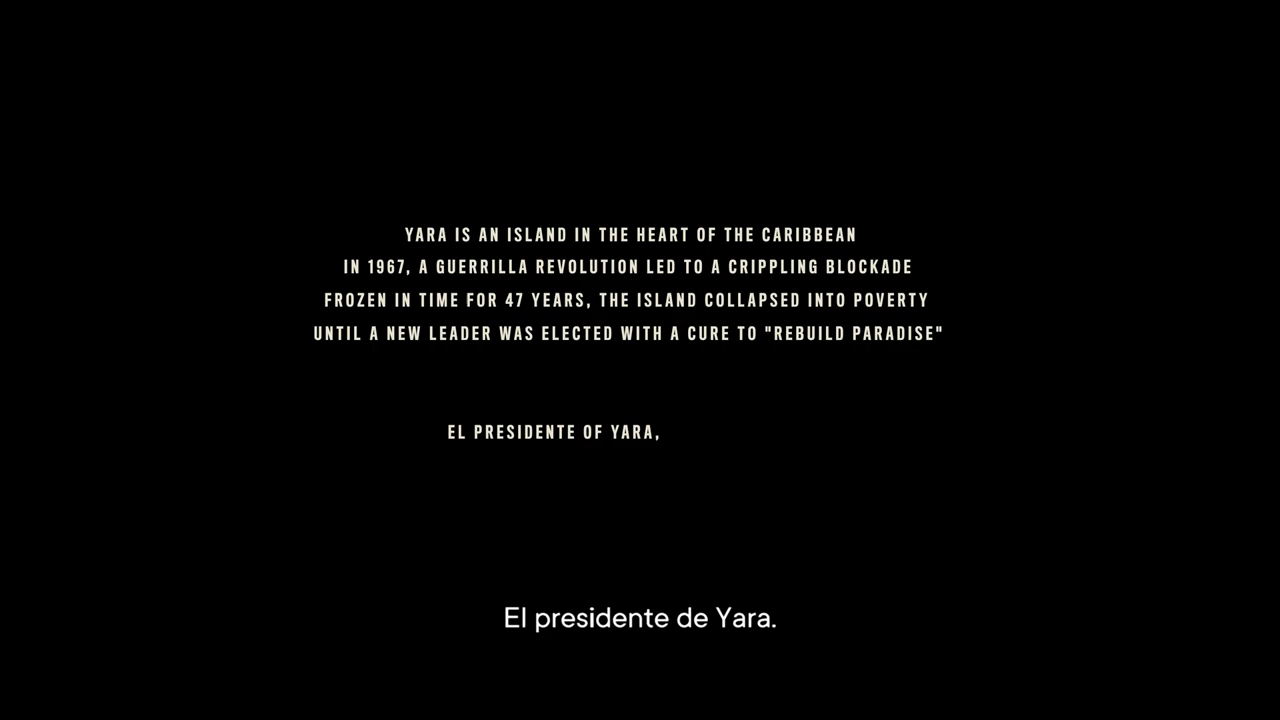 YARA IS AN ISLAND IN THE HEART OF THE CARIBBEAN
IN 1967, A GUERRILLA REVOLUTION LED TO A CRIPPLING BLOCKADE
FROZEN IN TIME FOR 47 YEARS, THE ISLAND COLLAPSED INTO POVERTY
UNTIL A NEW LEADER WAS ELECTED WITH A CURE TO "REBUILD PARADISE"
EL PRESIDENTE OF YARA,
El presidente de Yara.